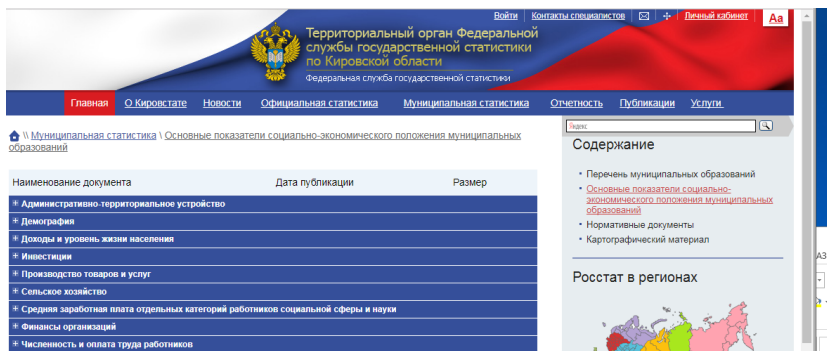 Войти Контакты специалистов Личный кабинет Aa
Территориальный орган Федеральной
службы государственной статистики
по Кировской области
Федеральная служба государственной статистики
Главная О Кировстате Новости Официальная статистика Муниципальная статистика Отчетность Публикации Услуги
\\ Муниципальная статистика \ Основные показатели социально-экономического положения муниципальных
образований
Наименование документа Дата публикации Размер
Административно-территориальное устройство
Демография
Доходы и уровень жизни населения
Инвестиции
Производство товаров и услуг
Сельское хозяйство
Средняя заработная плата отдельных категорий работников социальной сферы и науки
Финансы организаций
Численность и оплата труда работников
Яндекс
Содержание
• Перечень муниципальных образований
• Основные показатели социально-
экономического положения муниципальных
образований
• Нормативные документы
• Картографический материал
Росстат в регионах
АЗ